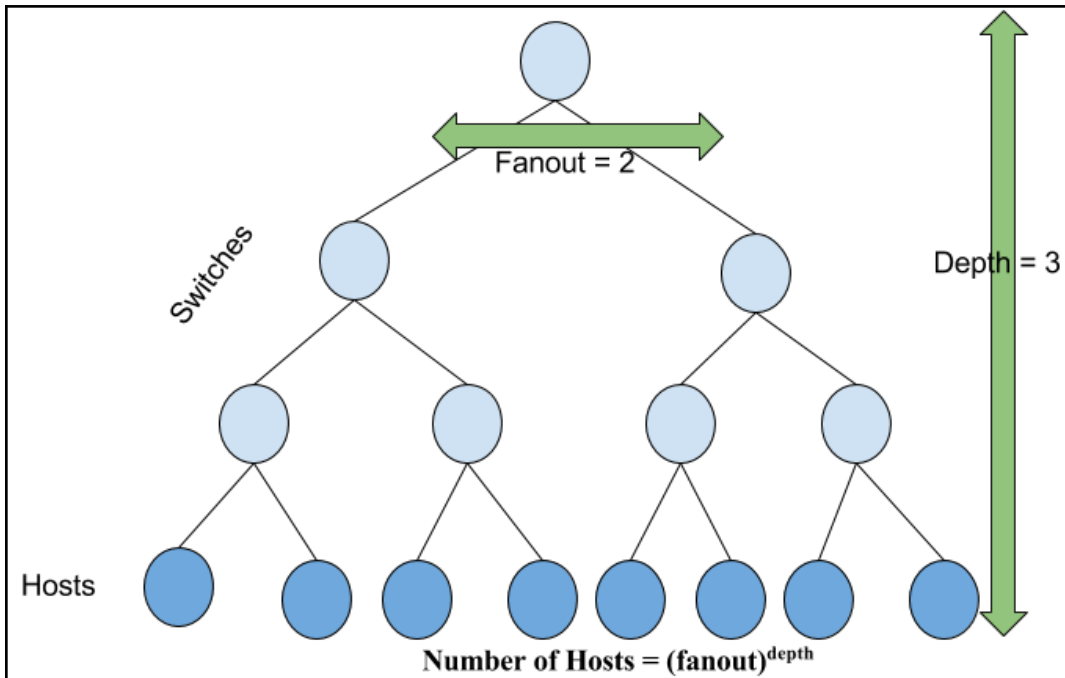 Fanout = 2
Switches
Depth = 3
Hosts
Number of Hosts = (fanout)^depth